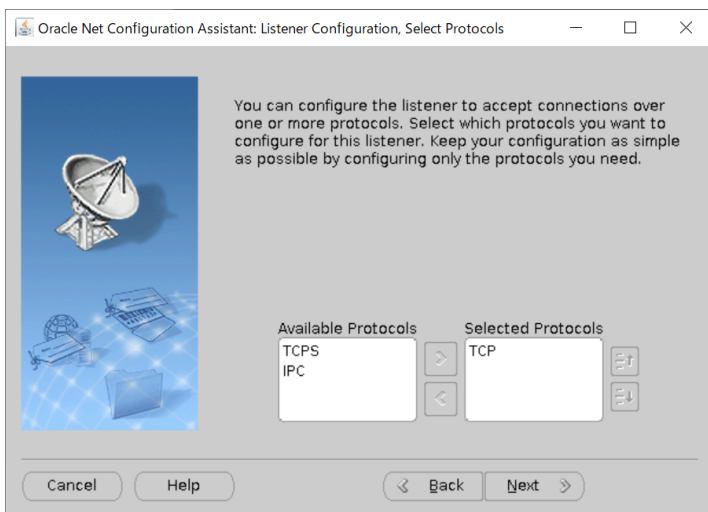 Oracle Net Configuration Assistant: Listener Configuration, Select Protocols
You can configure the listener to accept connections over
one or more protocols. Select which protocols you want to
configure for this listener. Keep your configuration as simple
as possible by configuring only the protocols you need.
Available Protocols
TCPS
IPC
Selected Protocols
TCP
Cancel
Help
Back
Next